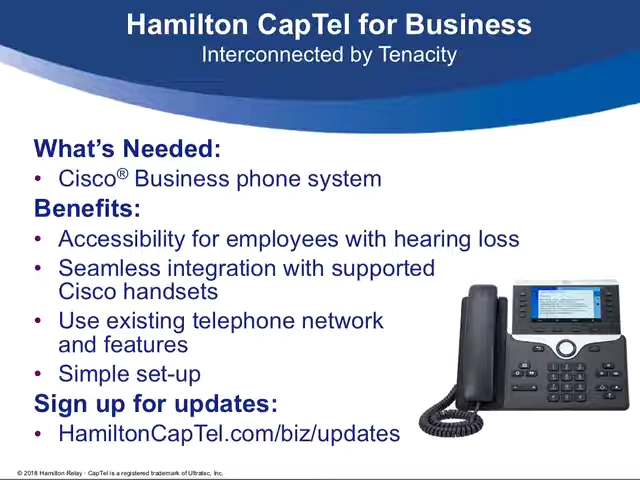 Hamilton CapTel for Business
Interconnected by Tenacity
What's Needed:
• Cisco® Business phone system
Benefits:
• Accessibility for employees with hearing loss
• Seamless integration with supported
Cisco handsets
• Use existing telephone network
and features
• Simple set-up
Sign up for updates:
• HamiltonCapTel.com/biz/updates
© 2018 Hamilton Relay · CapTel is a registered trademark of Ultratec, Inc.